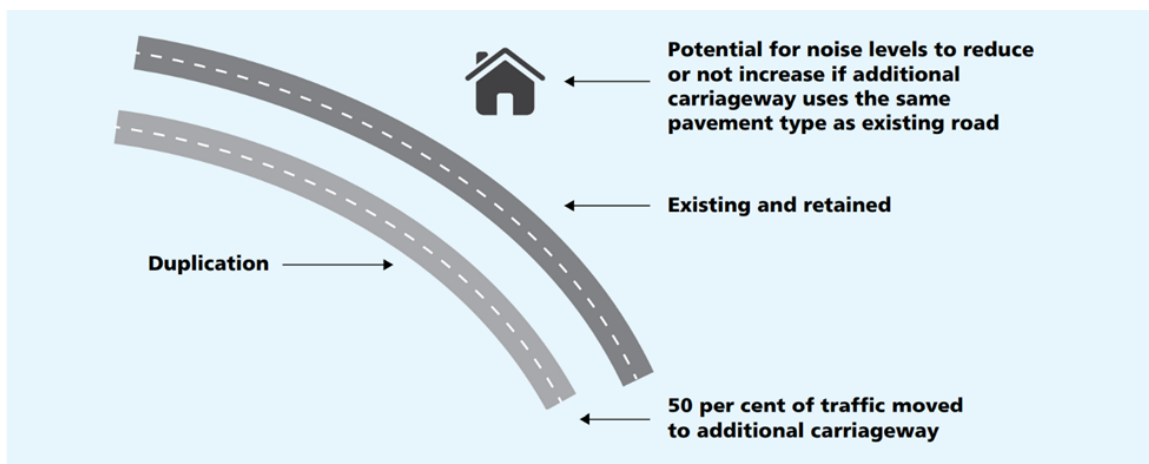 Potential for noise levels to reduce
or not increase if additional
carriageway uses the same
pavement type as existing road
Existing and retained
Duplication
50 per cent of traffic moved
to additional carriageway